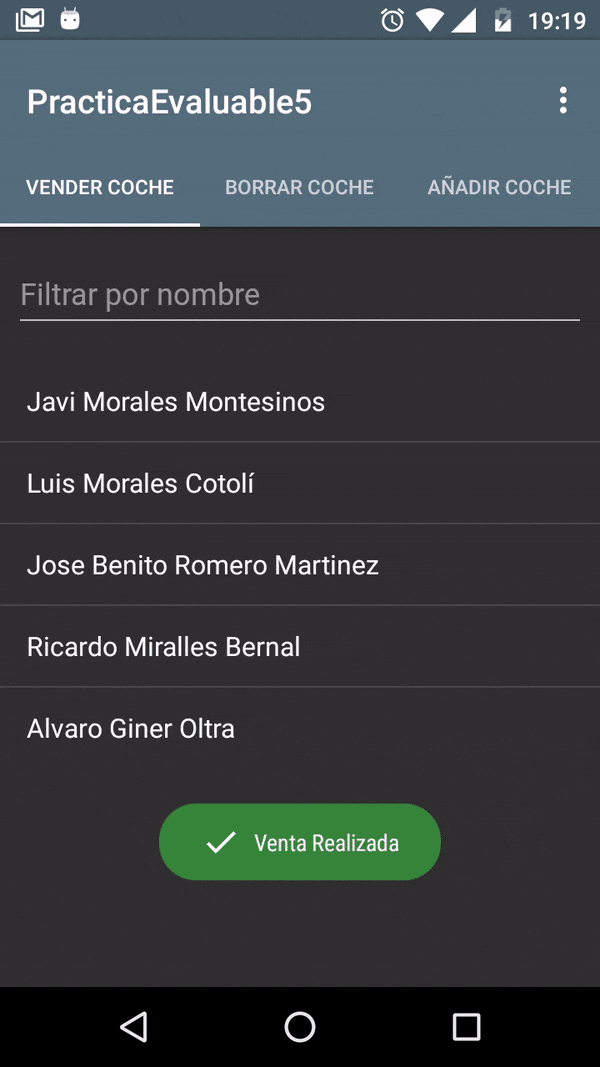 19:19
PracticaEvaluable5
VENDER COCHE BORRAR COCHE AÑADIR COCHE
Filtrar por nombre
Javi Morales Montesinos
Luis Morales Cotolí
Jose Benito Romero Martinez
Ricardo Miralles Bernal
Alvaro Giner Oltra
Venta Realizada